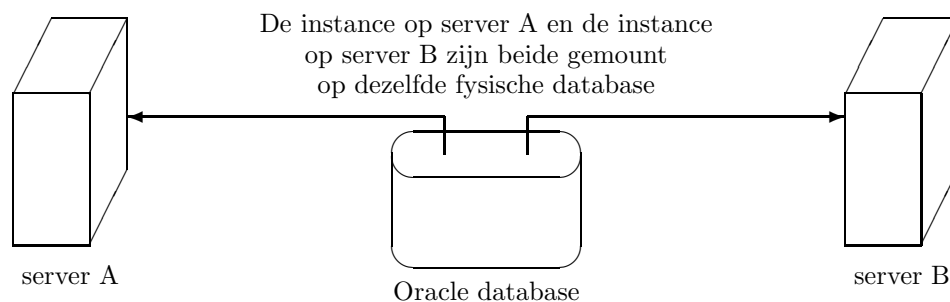 De instance op server A en de instance
op server B zijn beide gemount
op dezelfde fysische database
server A
server B
Oracle database